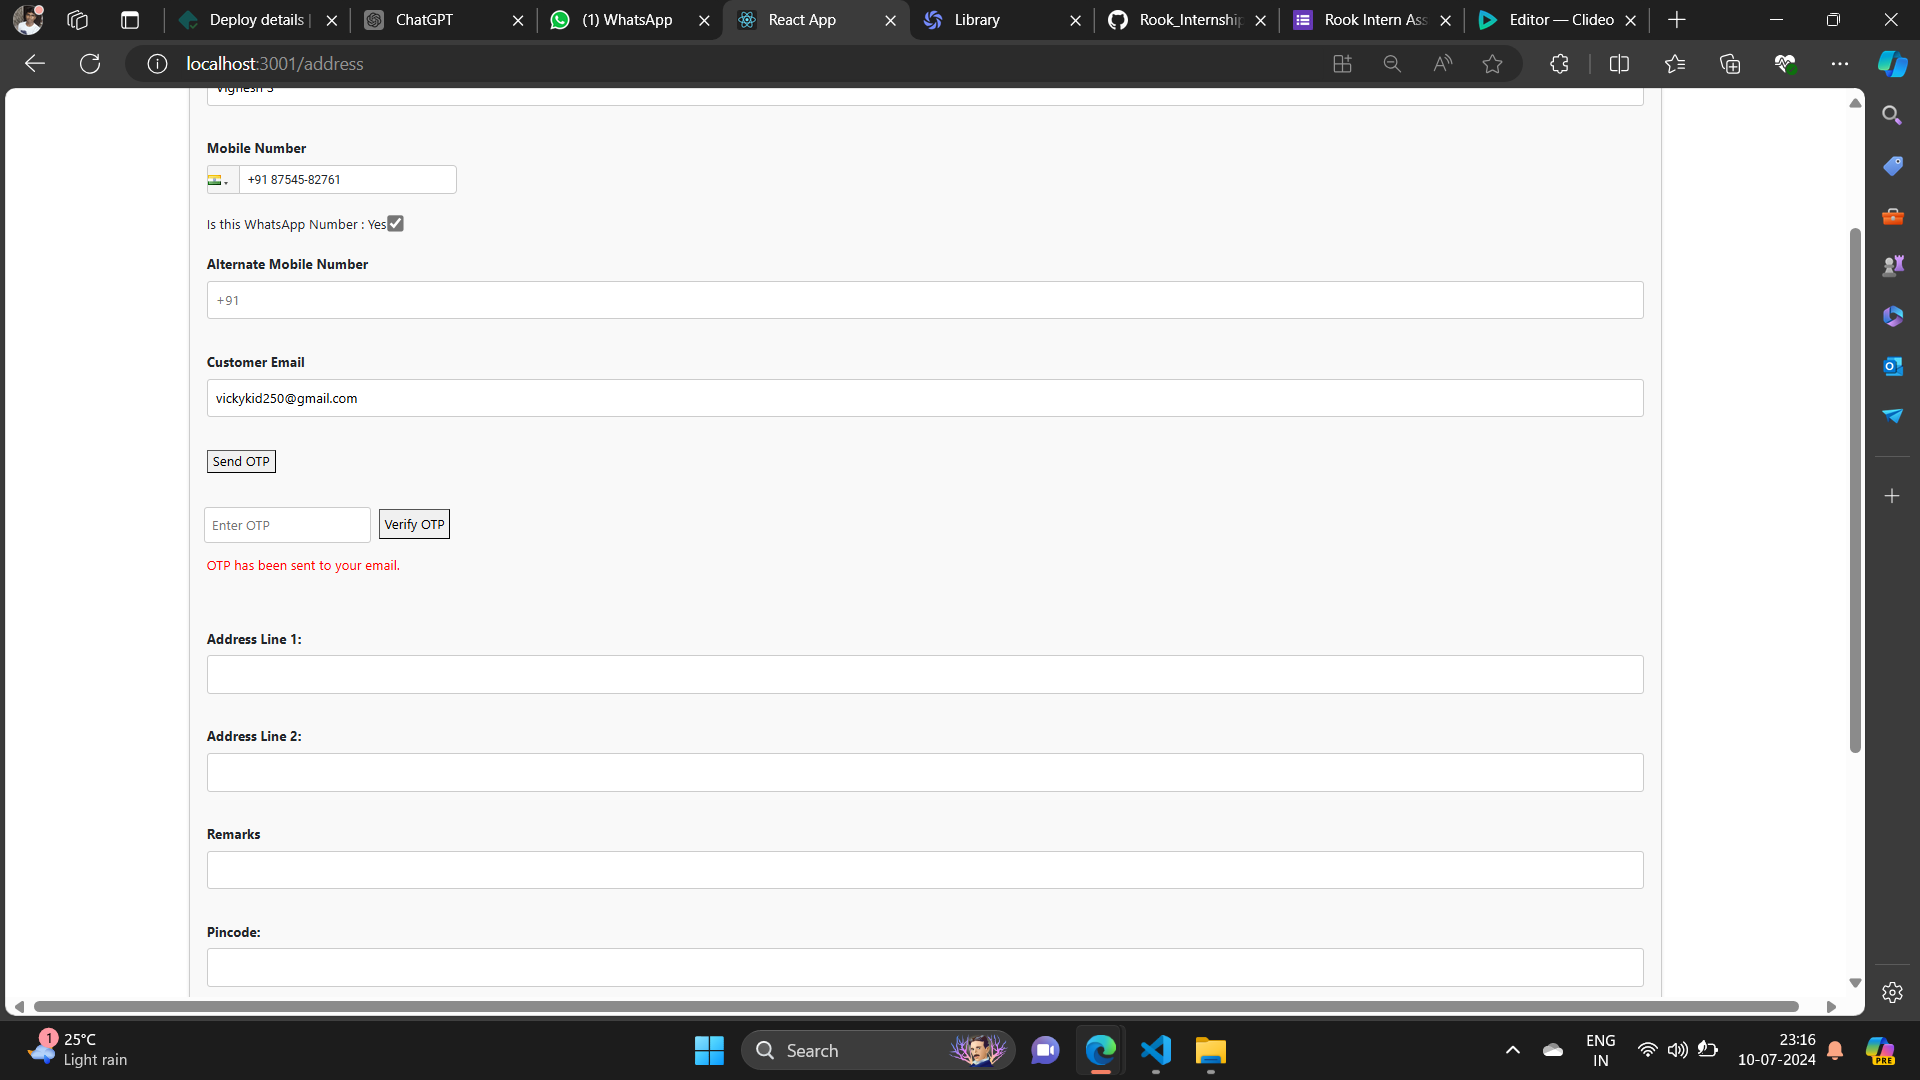 Deploy details |
ChatGPT
(1) WhatsApp
React App
Library
Rook_Internship
Rook Intern Ass
Editor — Clideo
localhost:3001/address
Vignesh S
Mobile Number
+91 87545-82761
Is this WhatsApp Number : Yes
Alternate Mobile Number
+91
Customer Email
vickykid250@gmail.com
Send OTP
Enter OTP
Verify OTP
OTP has been sent to your email.
Address Line 1:
Address Line 2:
Remarks
Pincode:
1
25°C
Light rain
Search
ENG
IN
23:16
10-07-2024
PRE